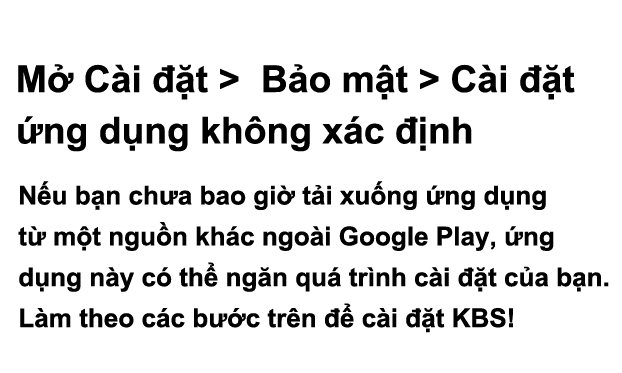 Mở Cài đặt >  Bảo mật > Cài đặt
ứng dụng không xác định
Nếu bạn chưa bao giờ tải xuống ứng dụng
từ một nguồn khác ngoài Google Play, ứng
dụng này có thể ngăn quá trình cài đặt của bạn.
Làm theo các bước trên để cài đặt KBS!